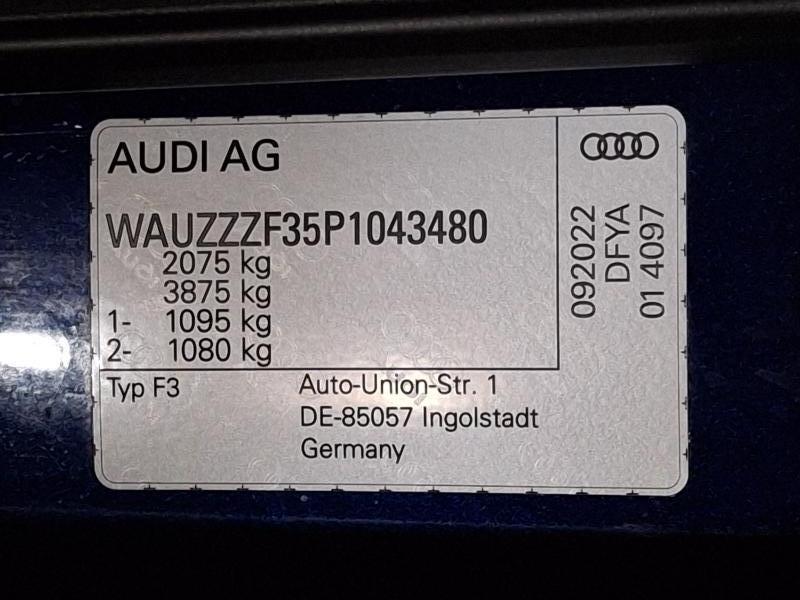 AUDI AG
WAUZZZF35P1043480
2075 kg
3875 kg
1- 1095 kg
2- 1080 kg
Typ F3
Auto-Union-Str. 1
DE-85057 Ingolstadt
Germany
092022
DFYA
01 4097